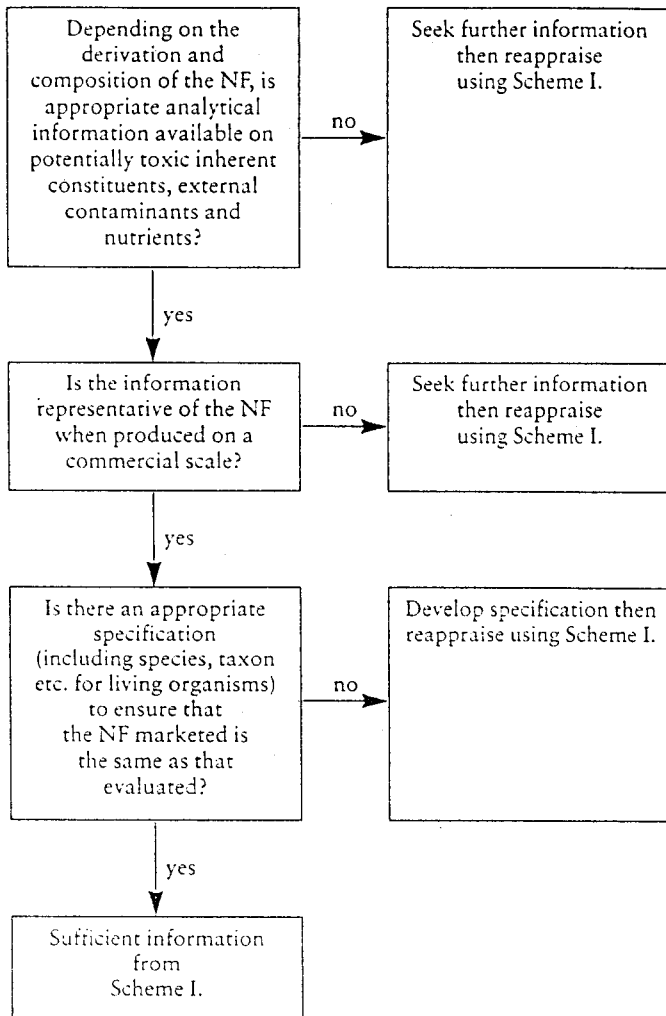 Depending on the
derivation and
composition of the NF, is
appropriate analytical
information available on
potentially toxic inherent
constituents, external
contaminants and
nutrients?
no
Seek further information
then reappraise
using Scheme I.
yes
Is the information
representative of the NF
when produced on a
commercial scale?
no
Seek further information
then reappraise
using Scheme I.
yes
Is there an appropriate
specification
(including species, taxon
etc. for living organisms)
to ensure that
the NF marketed is
the same as that
evaluated?
no
Develop specification then
reappraise using Scheme I.
yes
Sufficient information
from
Scheme I.